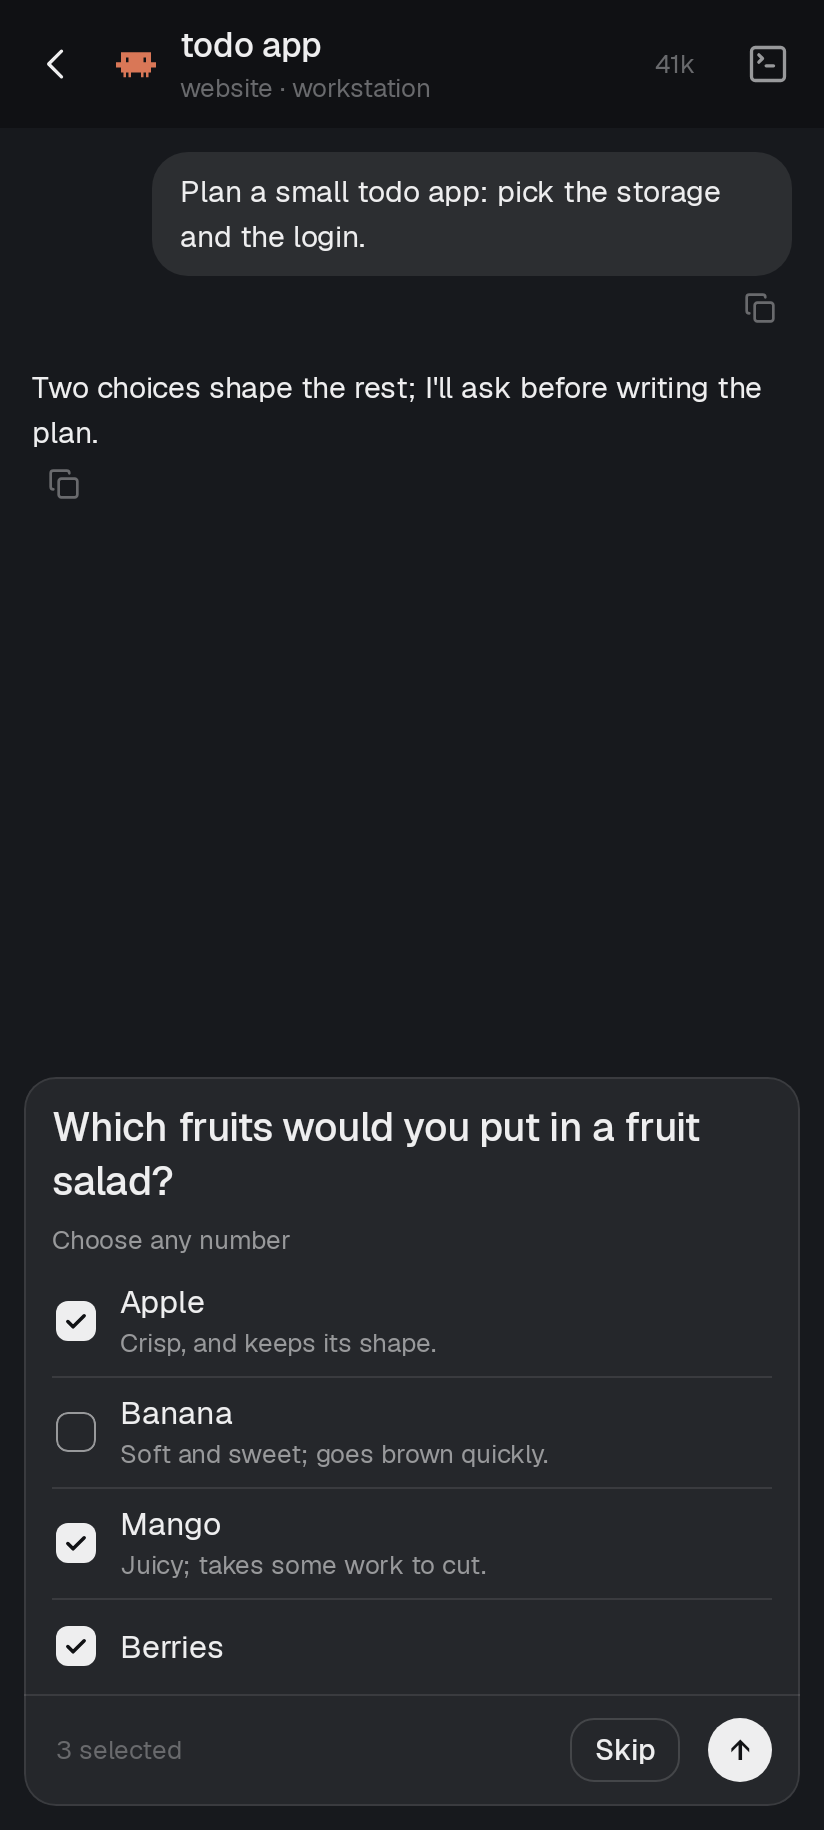 todo app
website · workstation
41k
Plan a small todo app: pick the storage
and the login.
Two choices shape the rest; I'll ask before writing the
plan.
Which fruits would you put in a fruit
salad?
Choose any number
Apple
Crisp, and keeps its shape.
Banana
Soft and sweet; goes brown quickly.
Mango
Juicy; takes some work to cut.
Berries
3 selected
Skip